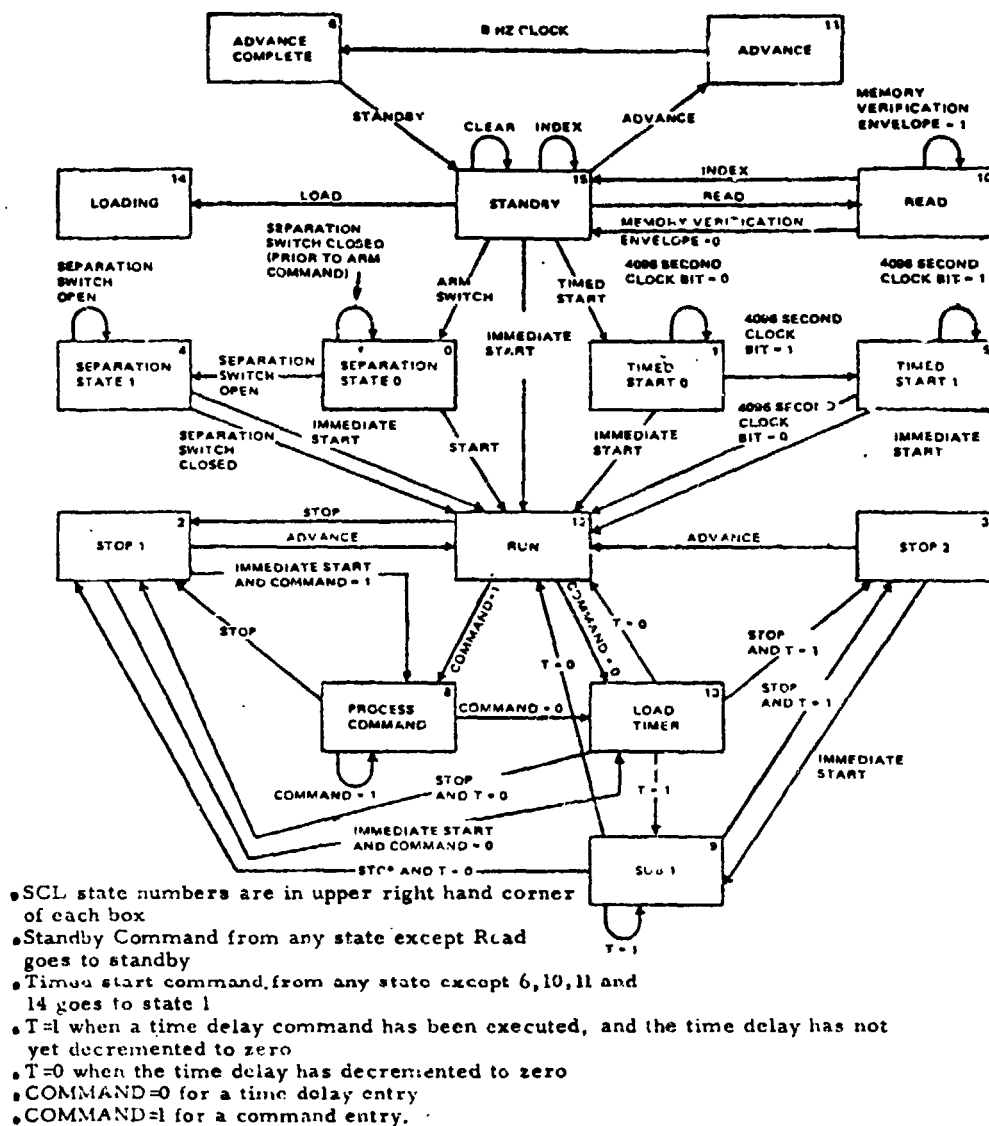 6
ADVANCE
COMPLETE
8 HZ CLOCK
11
ADVANCE
STANDBY
CLEAR
INDEX
ADVANCE
MEMORY
VERIFICATION
ENVELOPE = 1
14
LOADING
LOAD
15
STANDBY
INDEX
READ
MEMORY VERIFICATION
ENVELOPE =0
10
READ
SEPARATION
SWITCH
OPEN
SEPARATION
SWITCH CLOSED
(PRIOR TO ARM
COMMAND)
ARM
SWITCH
TIMED
START
IMMEDIATE
START
4096 SECOND
CLOCK BIT = 0
4096 SECOND
CLOCK BIT = 1
4
SEPARATION
STATE 1
SEPARATION
SWITCH
OPEN
0
SEPARATION
STATE 0
1
TIMED
START 0
4096 SECOND
CLOCK
BIT = 1
TIMED
START 1
SEPARATION
SWITCH
CLOSED
IMMEDIATE
START
START
IMMEDIATE
START
4096 SECOND
CLOCK
BIT = 0
IMMEDIATE
START
2
STOP 1
STOP
ADVANCE
12
RUN
ADVANCE
3
STOP 2
IMMEDIATE START
AND COMMAND = 1
STOP
COMMAND=1
COMMAND=0
T = 0
T = 0
STOP
AND T = 1
STOP
AND T = 1
8
PROCESS
COMMAND
COMMAND = 0
13
LOAD
TIMER
COMMAND = 1
STOP
AND T = 0
T = 1
IMMEDIATE
START
IMMEDIATE START
AND COMMAND = 0
STOP AND T = 0
9
SUB 1
T = 1
•SCL state numbers are in upper right hand corner
of each box
•Standby Command from any state except Read
goes to standby
•Timed start command from any state except 6,10,11 and
14 goes to state 1
•T=1 when a time delay command has been executed, and the time delay has not
yet decremented to zero
•T=0 when the time delay has decremented to zero
•COMMAND=0 for a time delay entry
•COMMAND=1 for a command entry.